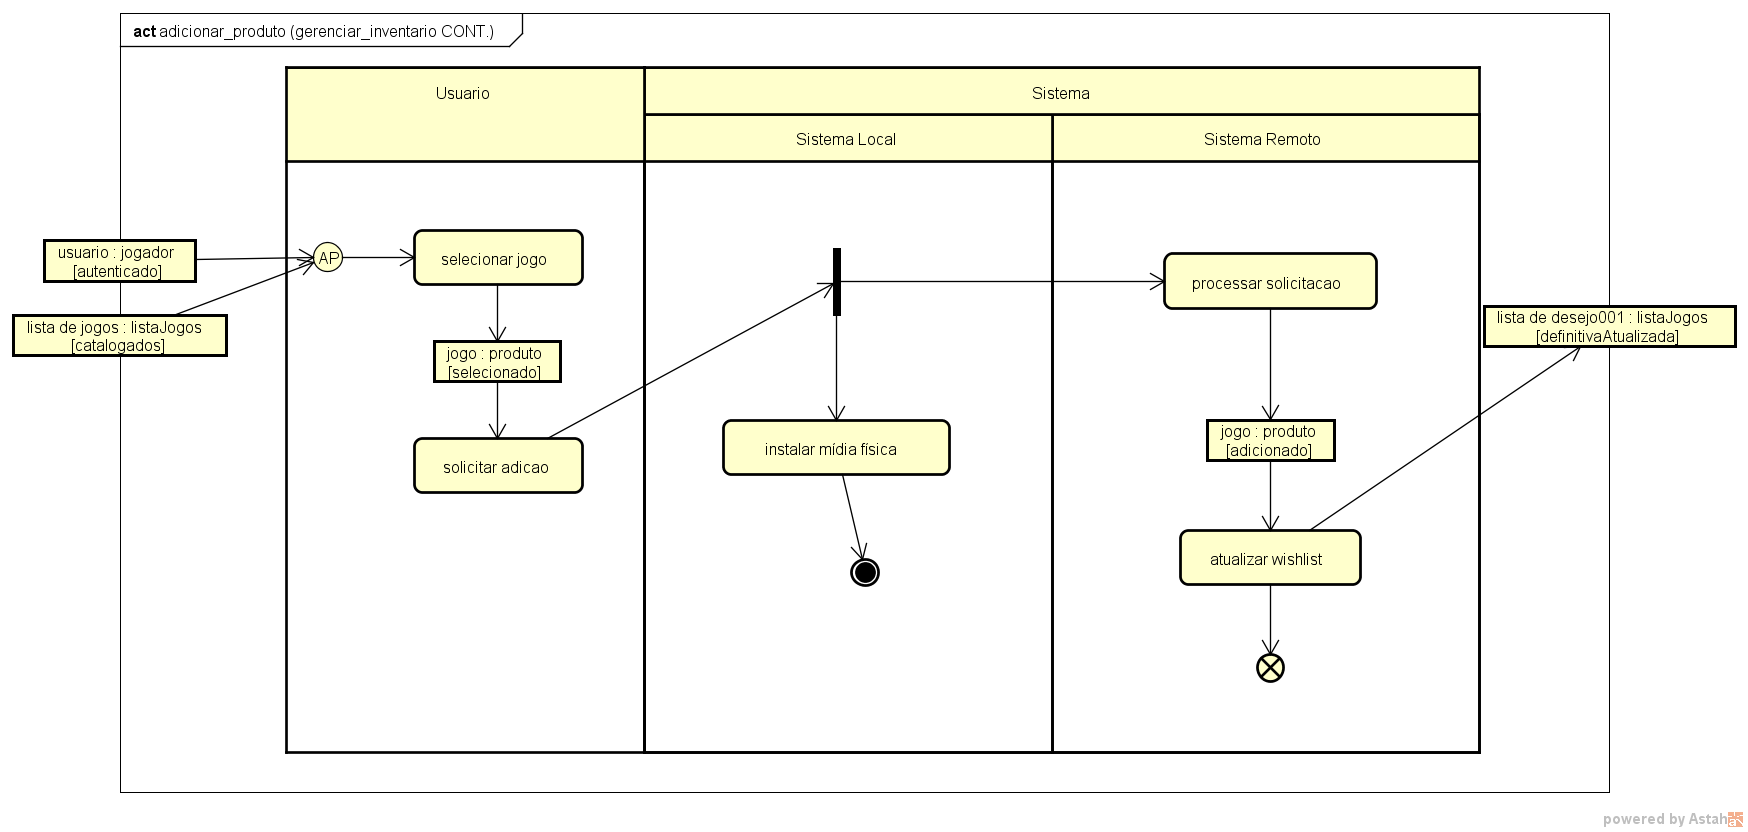 act adicionar_produto (gerenciar_inventario CONT.)
Usuario
Sistema
Sistema Local
Sistema Remoto
usuario : jogador
[autenticado]
AP
selecionar jogo
processar solicitacao
lista de jogos : listaJogos
[catalogados]
lista de desejo001 : listaJogos
[definitivaAtualizada]
jogo : produto
[selecionado]
solicitar adicao
instalar mídia física
jogo : produto
[adicionado]
atualizar wishlist
powered by Astah